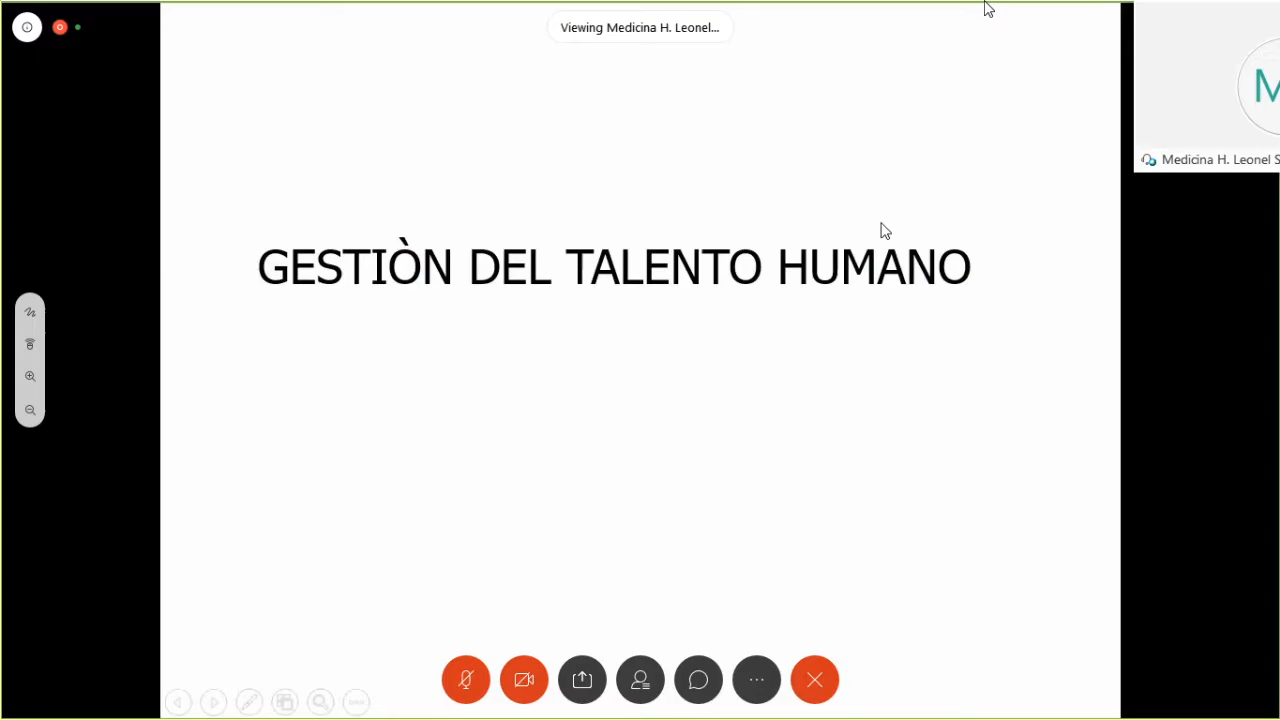 Viewing Medicina H. Leonel...
M
Medicina H. Leonel S
GESTIÒN DEL TALENTO HUMANO